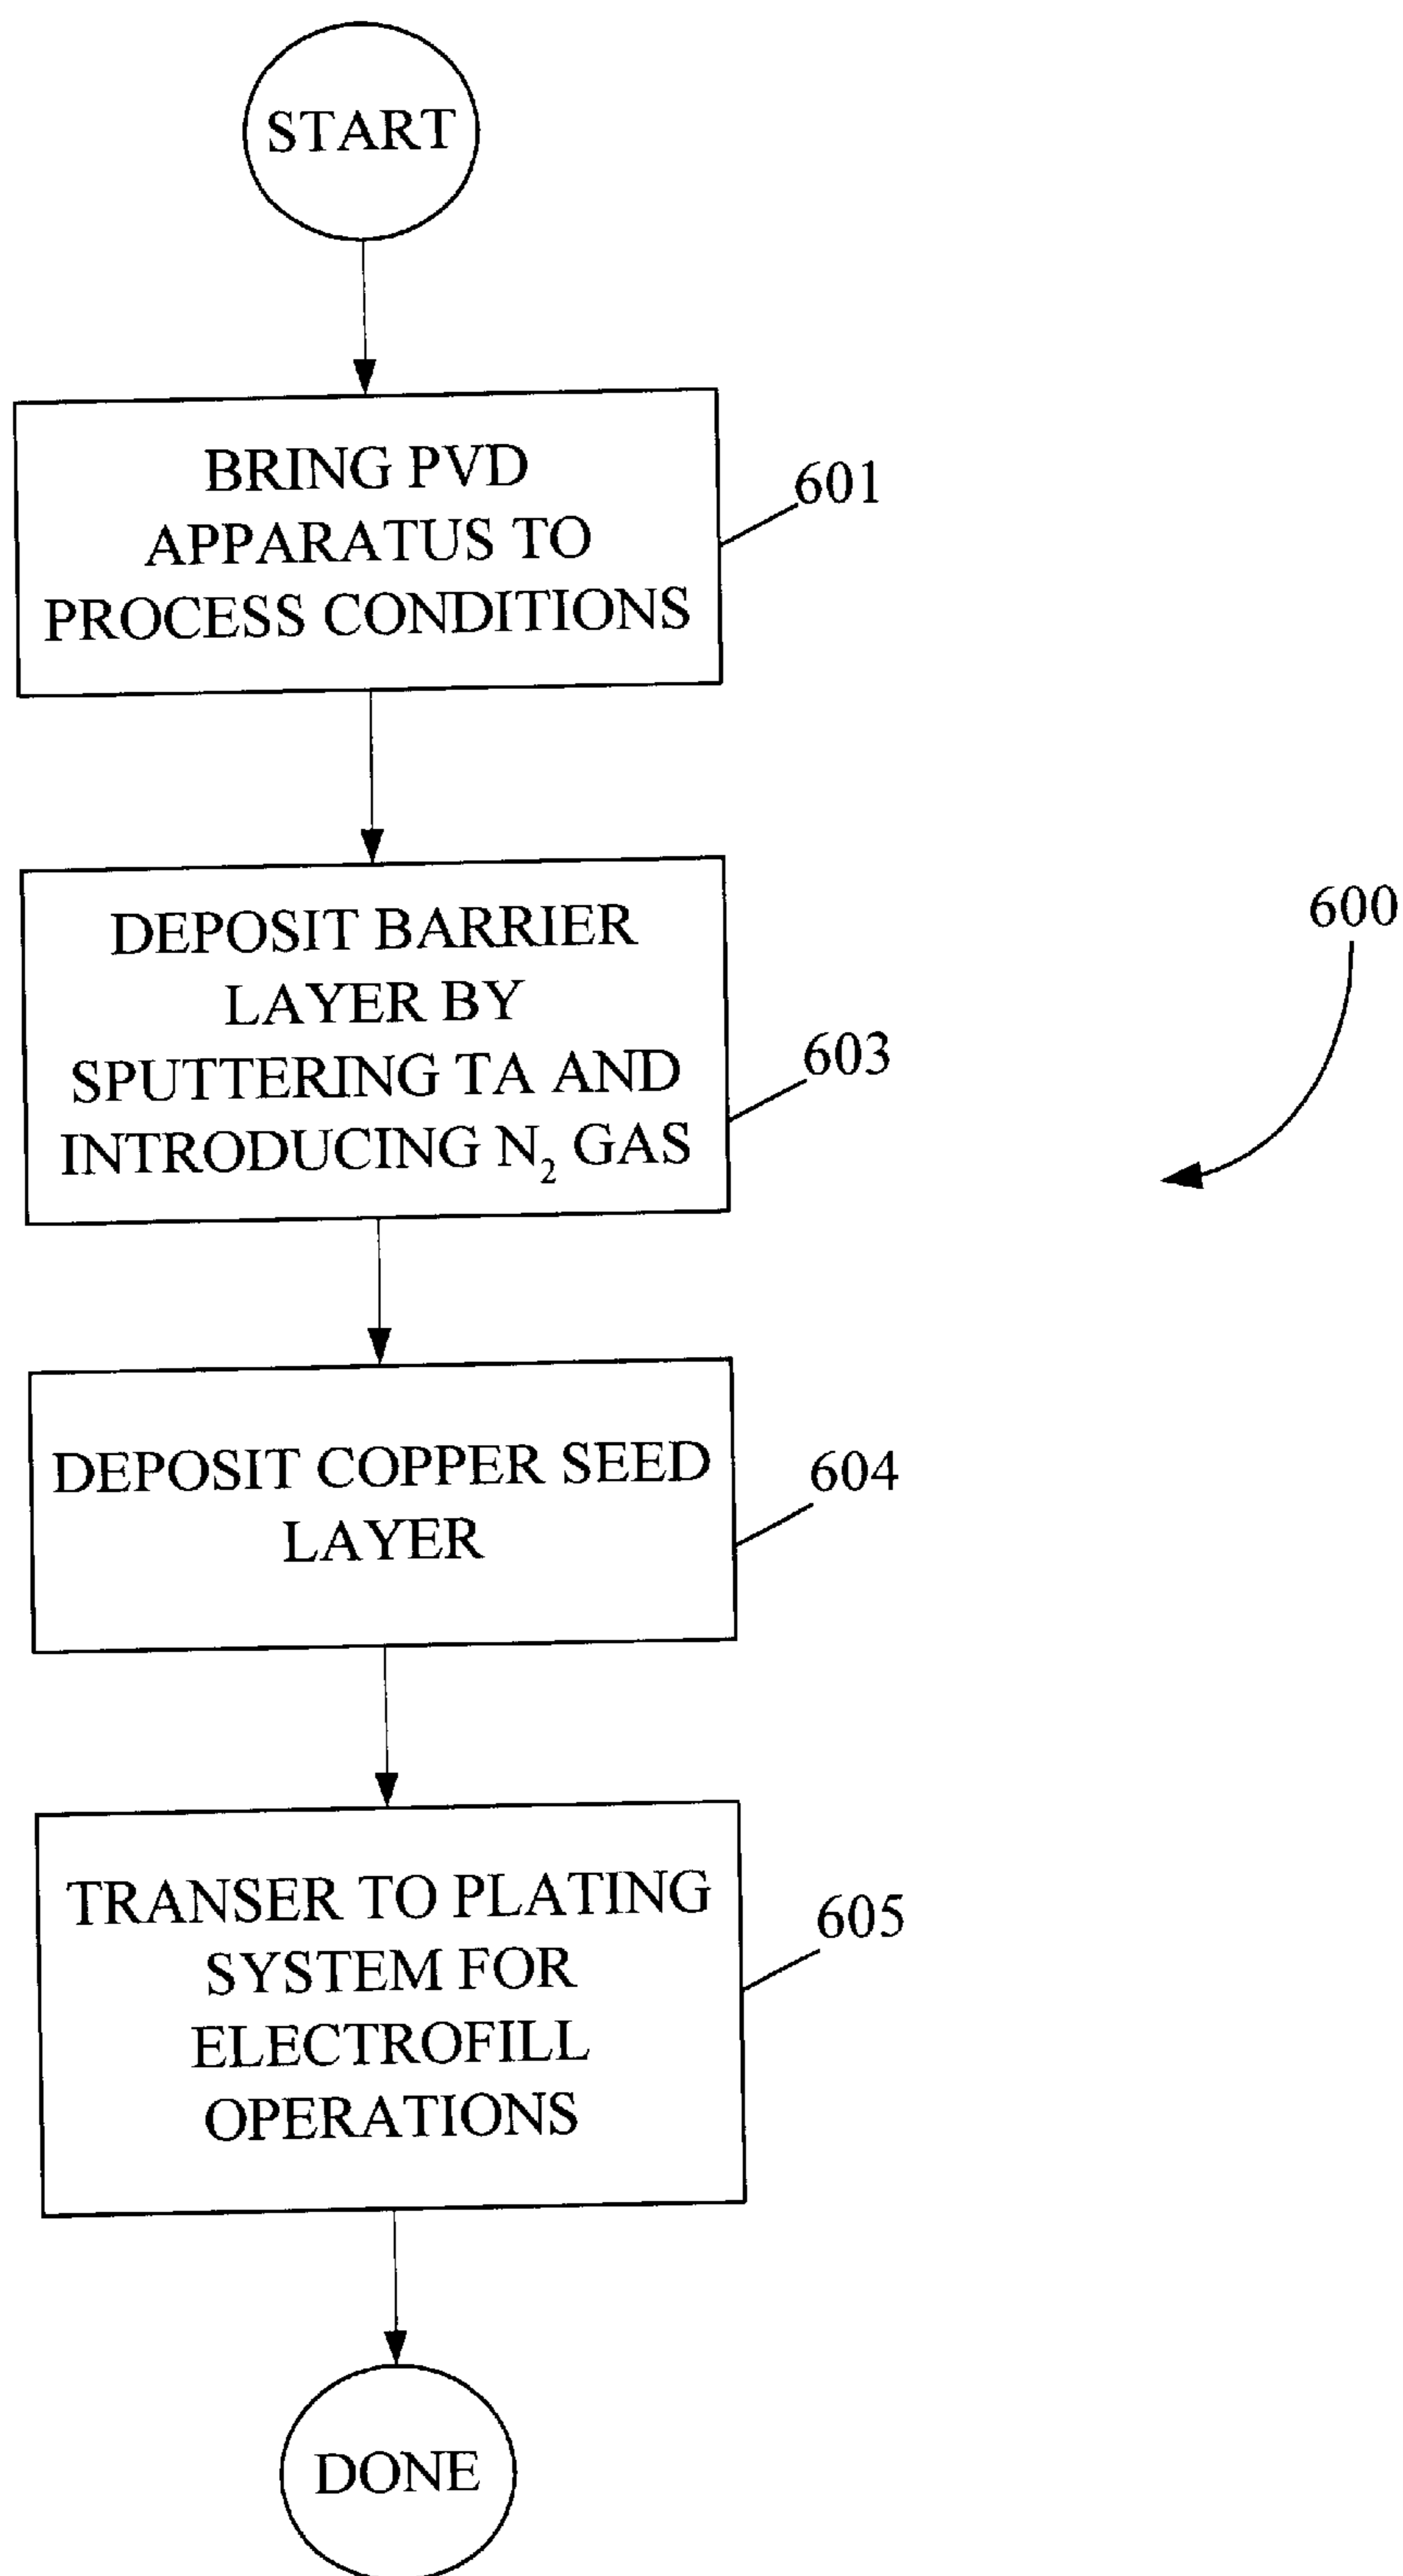 START
BRING PVD
APPARATUS TO
PROCESS CONDITIONS
601
DEPOSIT BARRIER
LAYER BY
SPUTTERING TA AND
INTRODUCING N₂ GAS
603
600
DEPOSIT COPPER SEED
LAYER
604
TRANSER TO PLATING
SYSTEM FOR
ELECTROFILL
OPERATIONS
605
DONE